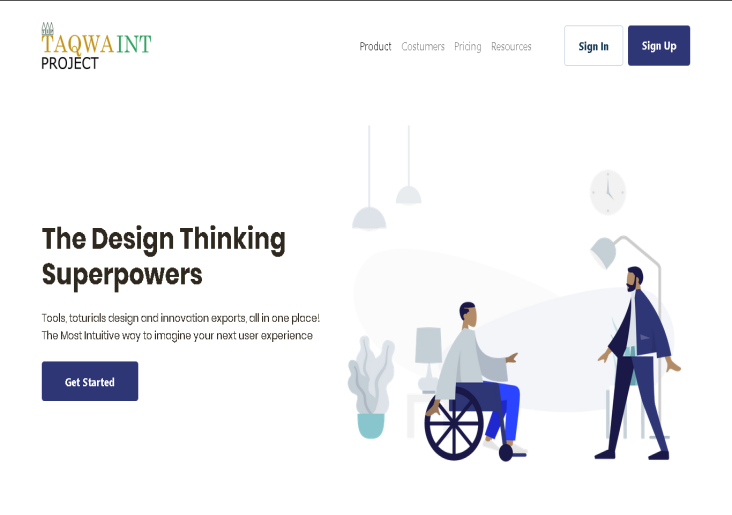 TAQWA INT
PROJECT
Product Costumers Pricing Resources Sign In Sign Up
The Design Thinking
Superpowers
Tools, toturials design and innovation exports, all in one place!
The Most Intuitive way to imagine your next user experience
Get Started